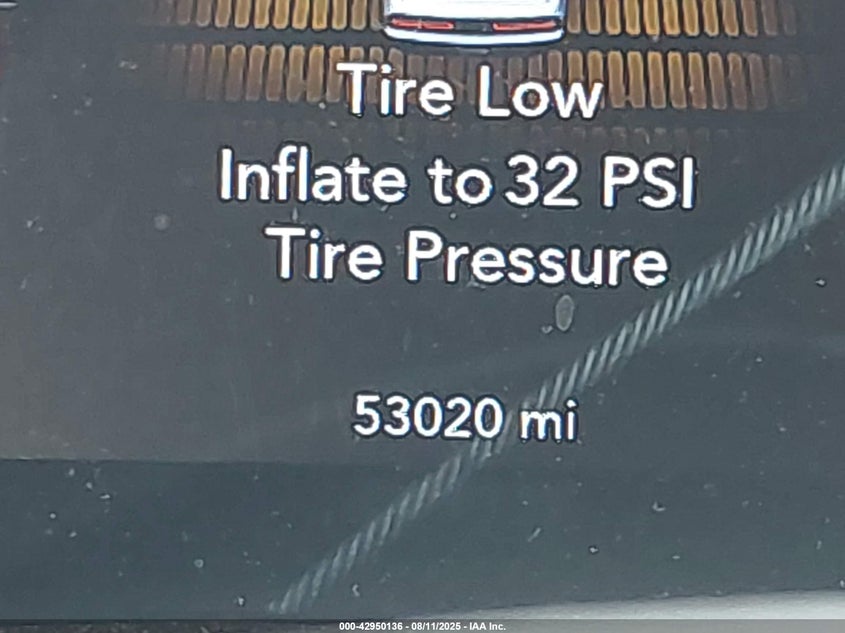 Tire Low
Inflate to 32 PSI
Tire Pressure
53020 mi
000-42950136 - 08/11/2025 - IAA Inc.